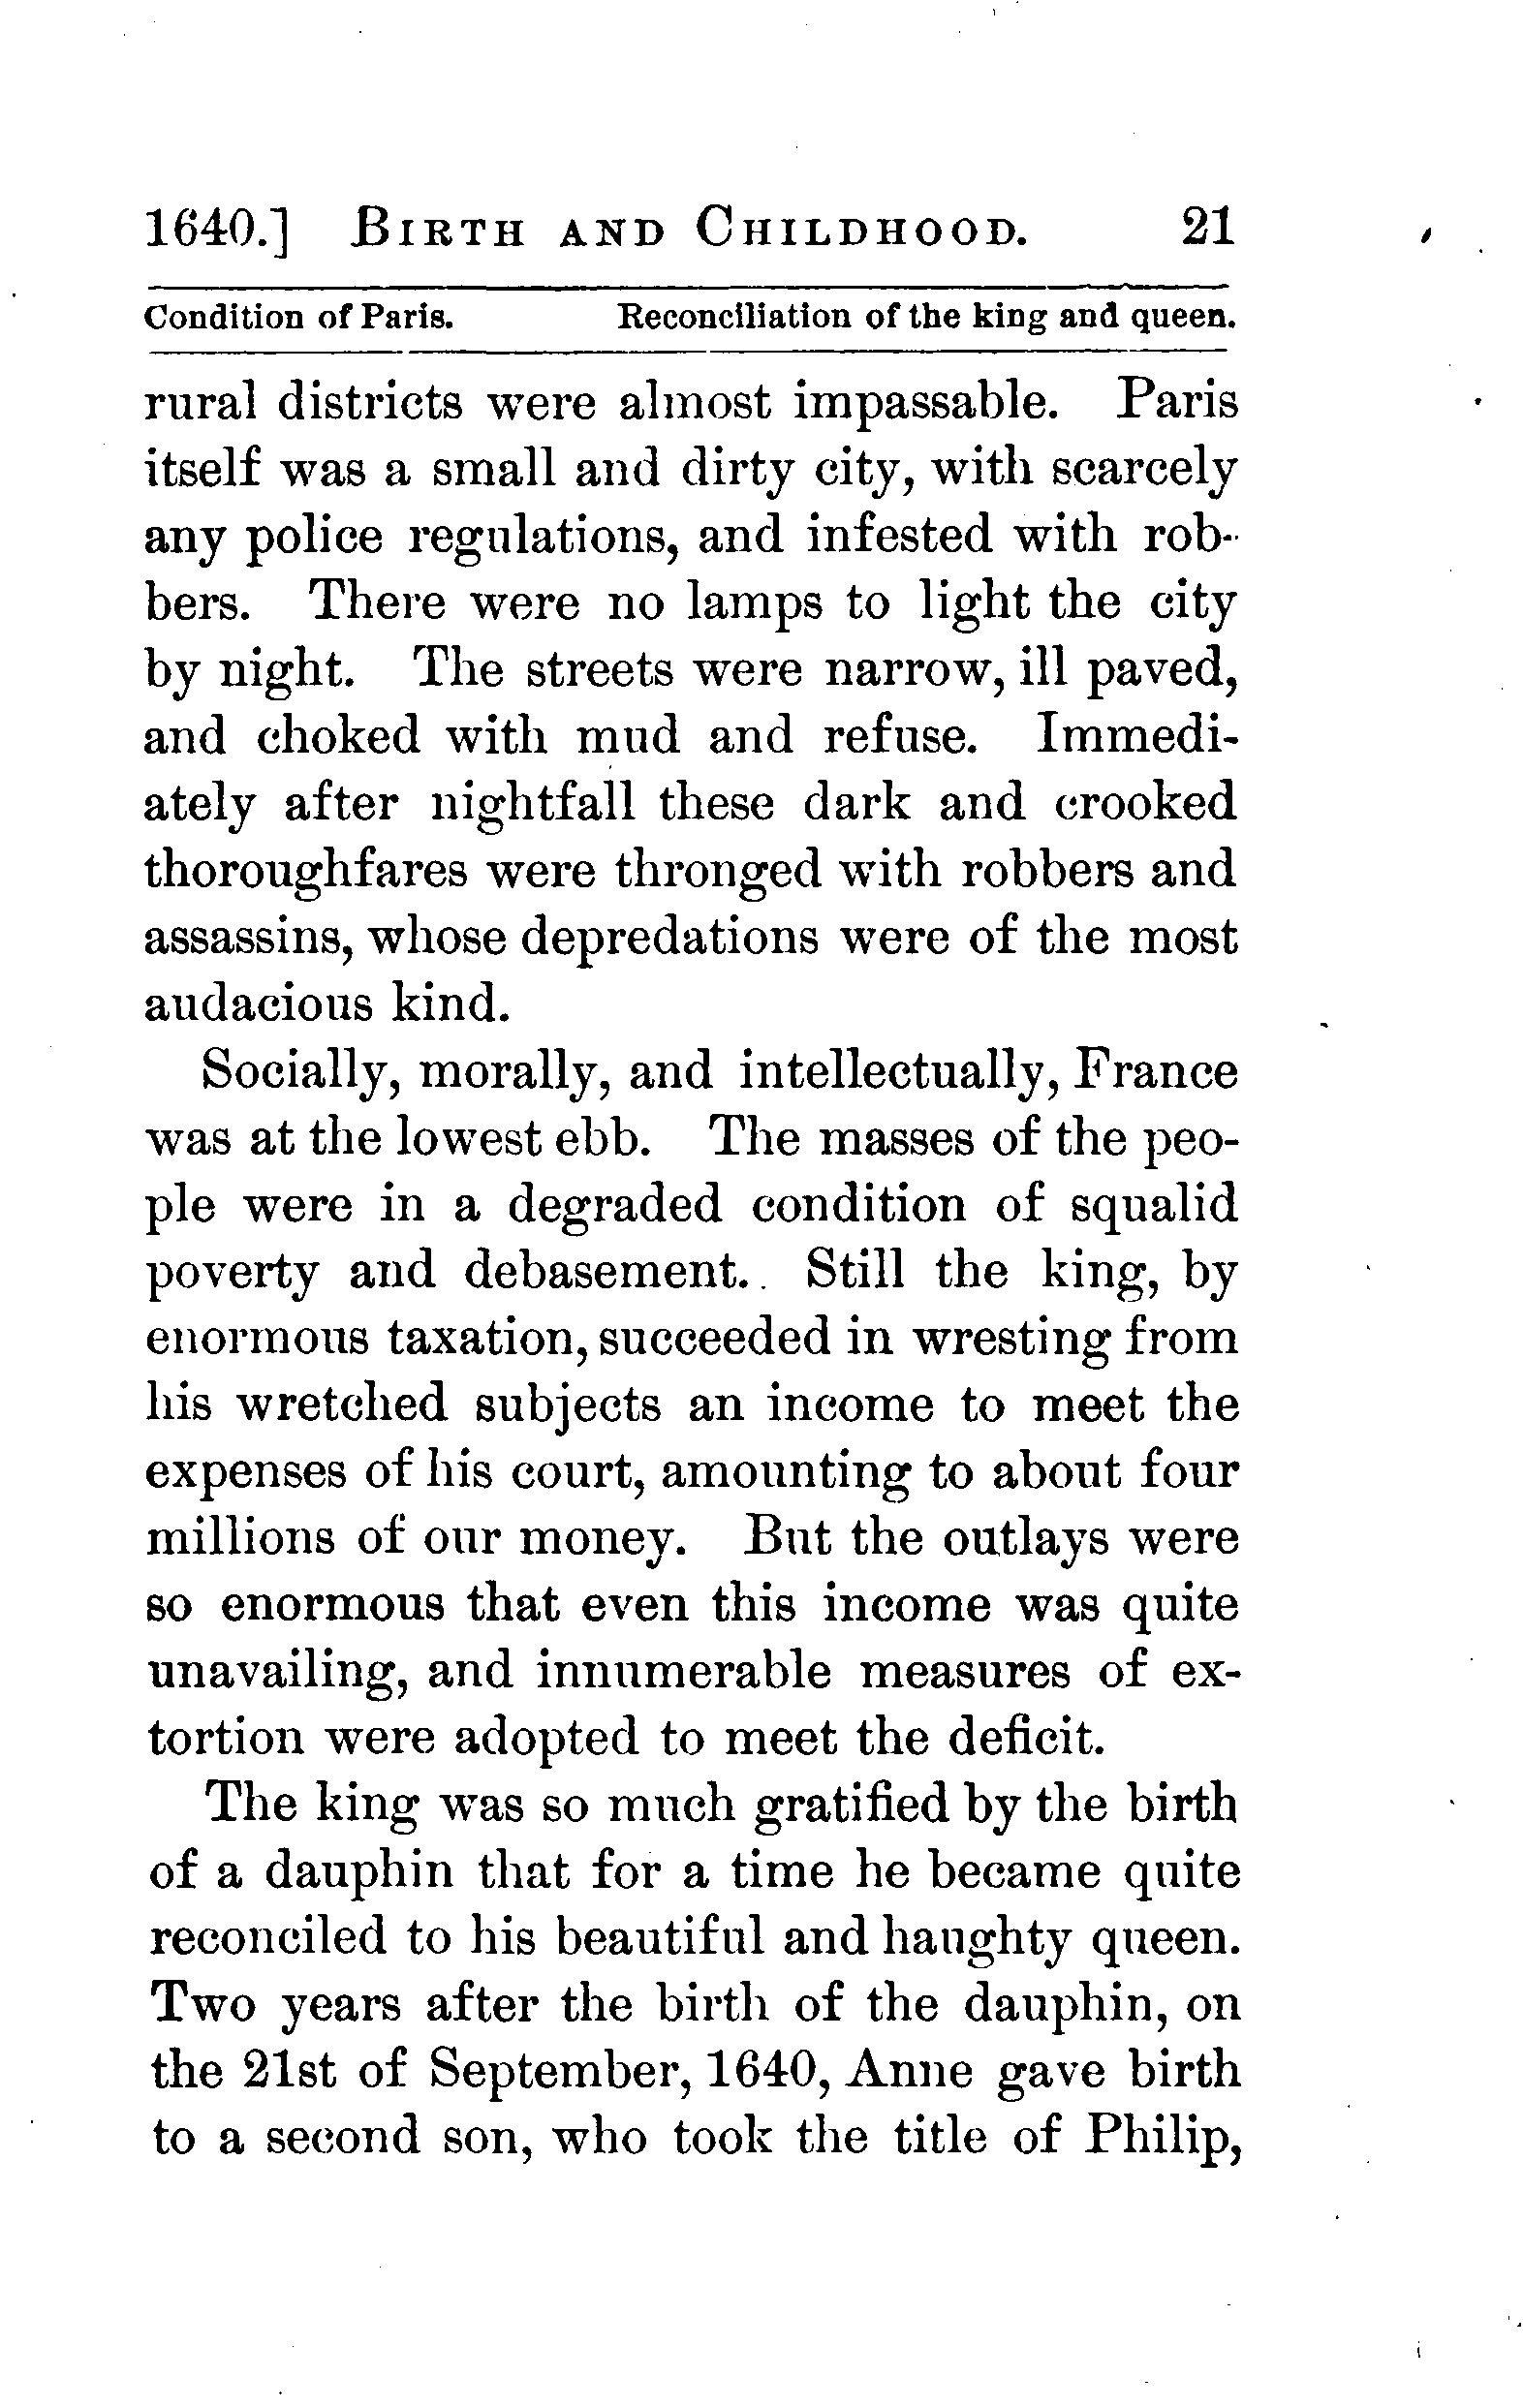 1640.] BIRTH AND CHILDHOOD. 21
Condition of Paris. Reconciliation of the king and queen.
rural districts were almost impassable. Paris
itself was a small and dirty city, with scarcely
any police regulations, and infested with rob-
bers. There were no lamps to light the city
by night. The streets were narrow, ill paved,
and choked with mud and refuse. Immedi-
ately after nightfall these dark and crooked
thoroughfares were thronged with robbers and
assassins, whose depredations were of the most
audacious kind.
Socially, morally, and intellectually, France
was at the lowest ebb. The masses of the peo-
ple were in a degraded condition of squalid
poverty and debasement. Still the king, by
enormous taxation, succeeded in wresting from
his wretched subjects an income to meet the
expenses of his court, amounting to about four
millions of our money. But the outlays were
so enormous that even this income was quite
unavailing, and innumerable measures of ex-
tortion were adopted to meet the deficit.
The king was so much gratified by the birth
of a dauphin that for a time he became quite
reconciled to his beautiful and haughty queen.
Two years after the birth of the dauphin, on
the 21st of September, 1640, Anne gave birth
to a second son, who took the title of Philip,